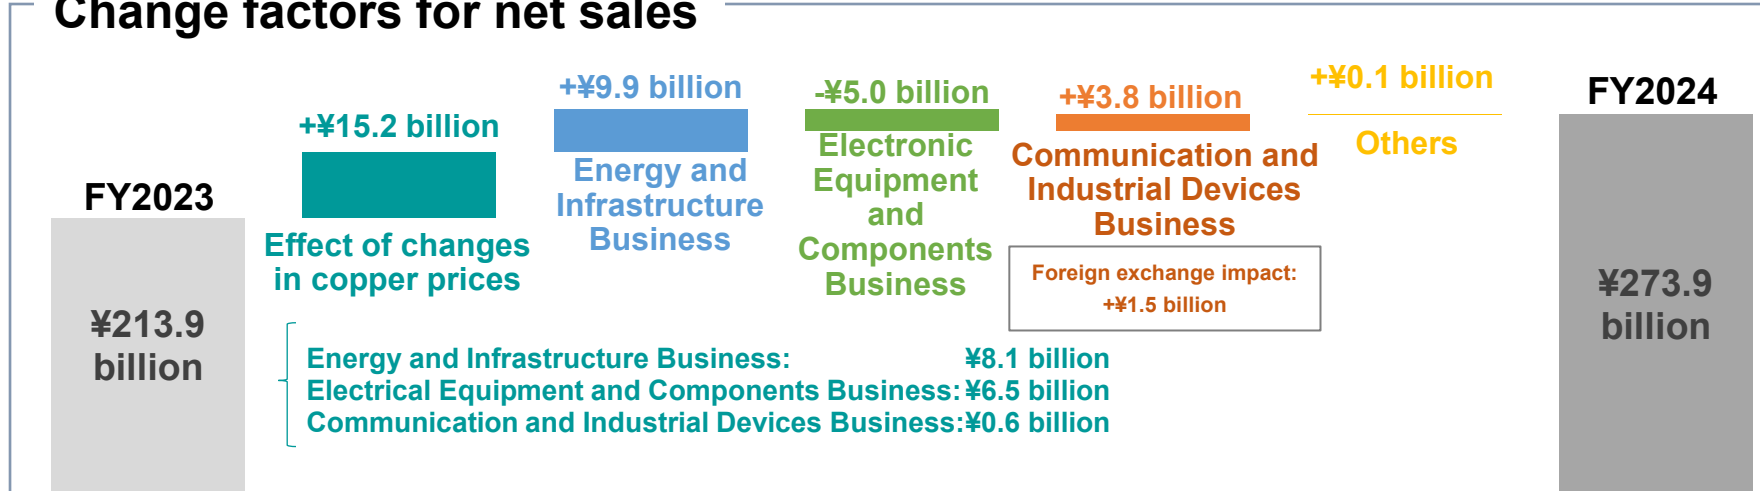 Change factors for net sales
FY2023
¥213.9
billion
+¥15.2 billion
Effect of changes
in copper prices
+¥9.9 billion
Energy and
Infrastructure
Business
-¥5.0 billion
Electronic
Equipment
and
Components
Business
+¥3.8 billion
Communication and
Industrial Devices
Business
Foreign exchange impact:
+¥1.5 billion
+¥0.1 billion
Others
FY2024
¥273.9
billion
Energy and Infrastructure Business: ¥8.1 billion
Electrical Equipment and Components Business: ¥6.5 billion
Communication and Industrial Devices Business:¥0.6 billion